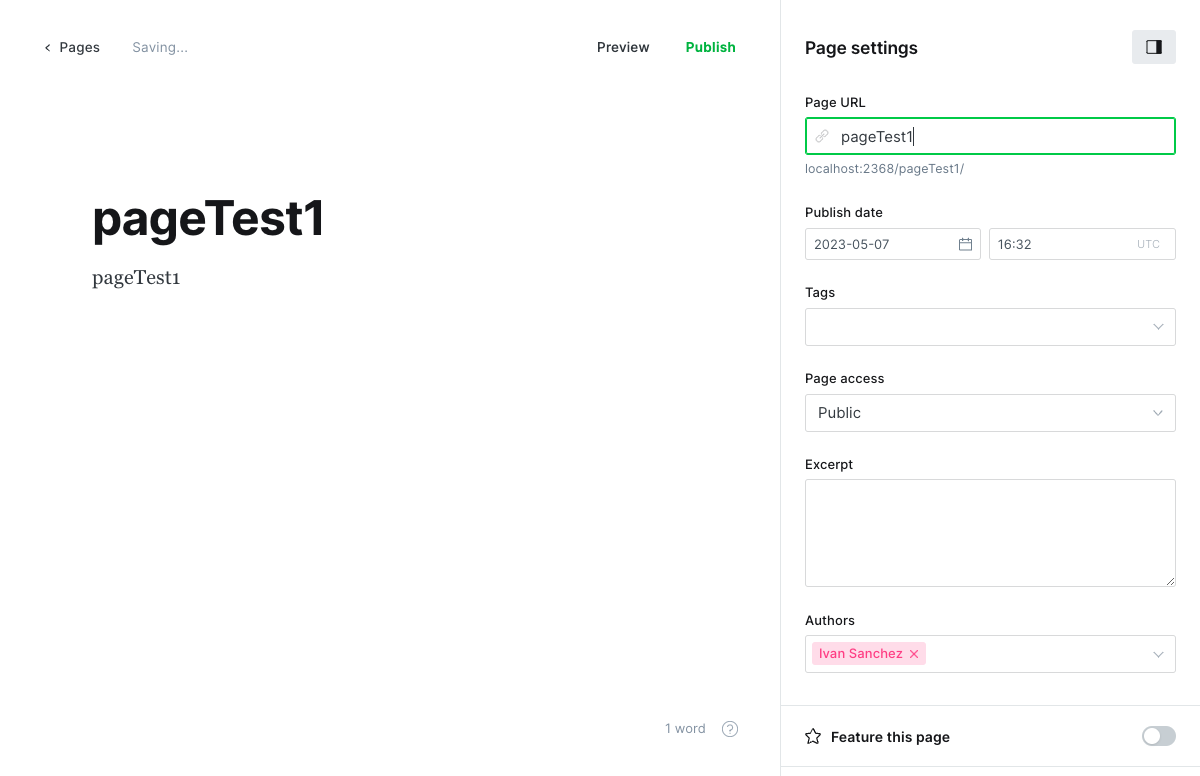 Pages Saving... Preview Publish
pageTest1
pageTest1
1 word
Page settings
Page URL
pageTest1
localhost:2368/pageTest1/
Publish date
2023-05-07 16:32 UTC
Tags
Page access
Public
Excerpt
Authors
Ivan Sanchez
Feature this page